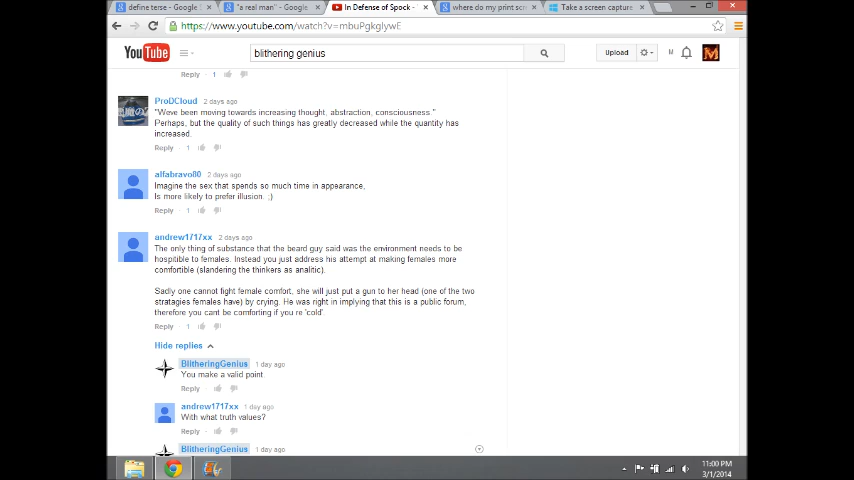 define terse - Google S
"a real man" - Google
In Defense of Spock -
where do my print scr
Take a screen capture
https://www.youtube.com/watch?v=mbuPgkglywE
YouTube
blithering genius
Upload
M
Reply · 1
ProDCloud 2 days ago
"Weve been moving towards increasing thought, abstraction, consciousness."
Perhaps, but the quality of such things has greatly decreased while the quantity has
increased.
Reply · 1
alfabravo80 2 days ago
Imagine the sex that spends so much time in appearance,
Is more likely to prefer illusion. ;)
Reply · 1
andrew1717xx 2 days ago
The only thing of substance that the beard guy said was the environment needs to be
hospitible to females. Instead you just address his attempt at making females more
comfortible (slandering the thinkers as analitic).
Sadly one cannot fight female comfort, she will just put a gun to her head (one of the two
stratagies females have) by crying. He was right in implying that this is a public forum,
therefore you cant be comforting if you re 'cold'.
Reply · 1
Hide replies
BlitheringGenius 1 day ago
You make a valid point.
Reply ·
andrew1717xx 1 day ago
With what truth values?
Reply ·
BlitheringGenius 1 day ago
11:00 PM
3/1/2014